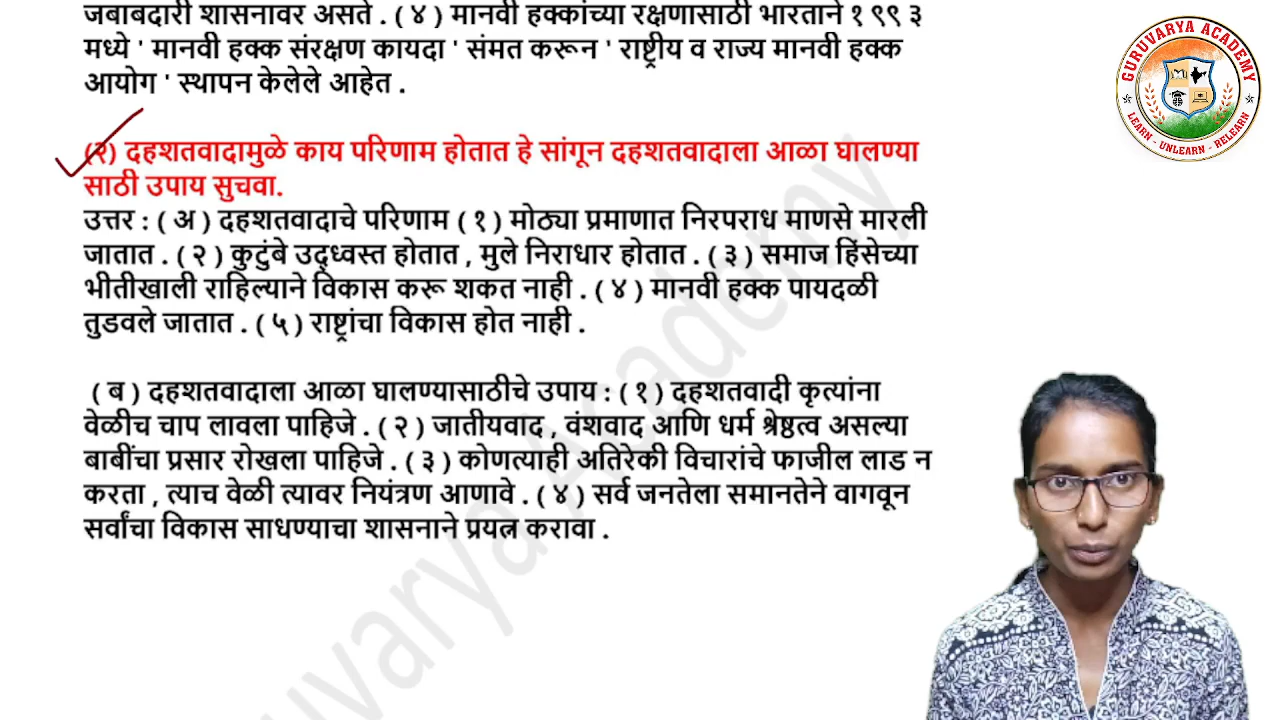 जबाबदारी शासनावर असते . ( ४ ) मानवी हक्कांच्या रक्षणासाठी भारताने १ ९९ ३
मध्ये ' मानवी हक्क संरक्षण कायदा ' संमत करून ' राष्ट्रीय व राज्य मानवी हक्क
आयोग ' स्थापन केलेले आहेत .
(२) दहशतवादामुळे काय परिणाम होतात हे सांगून दहशतवादाला आळा घालण्या
साठी उपाय सुचवा.
उत्तर : ( अ ) दहशतवादाचे परिणाम ( १ ) मोठ्या प्रमाणात निरपराध माणसे मारली
जातात . ( २ ) कुटुंबे उद्ध्वस्त होतात , मुले निराधार होतात . ( ३ ) समाज हिंसेच्या
भीतीखाली राहिल्याने विकास करू शकत नाही . ( ४ ) मानवी हक्क पायदळी
तुडवले जातात . ( ५ ) राष्ट्रांचा विकास होत नाही .
( ब ) दहशतवादाला आळा घालण्यासाठीचे उपाय : ( १ ) दहशतवादी कृत्यांना
वेळीच चाप लावला पाहिजे . ( २ ) जातीयवाद , वंशवाद आणि धर्म श्रेष्ठत्व असल्या
बाबींचा प्रसार रोखला पाहिजे . ( ३ ) कोणत्याही अतिरेकी विचारांचे फाजील लाड न
करता , त्याच वेळी त्यावर नियंत्रण आणावे . ( ४ ) सर्व जनतेला समानतेने वागवून
सर्वांचा विकास साधण्याचा शासनाने प्रयत्न करावा .
GURUVARYA ACADEMY
LEARN - UNLEARN - RELEARN
uvarya Academy